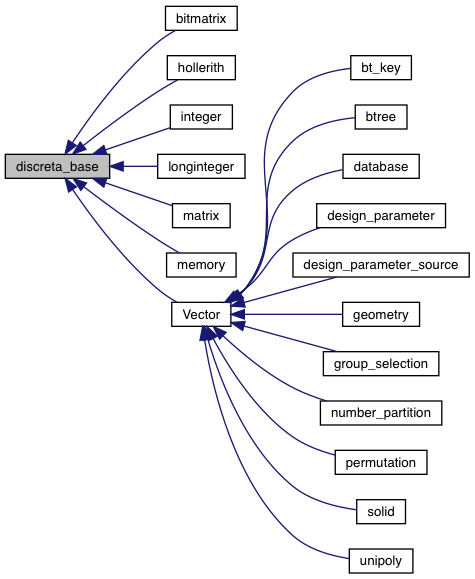 bitmatrix
hollerith
integer
discreta_base
longinteger
matrix
memory
Vector
bt_key
btree
database
design_parameter
design_parameter_source
geometry
group_selection
number_partition
permutation
solid
unipoly